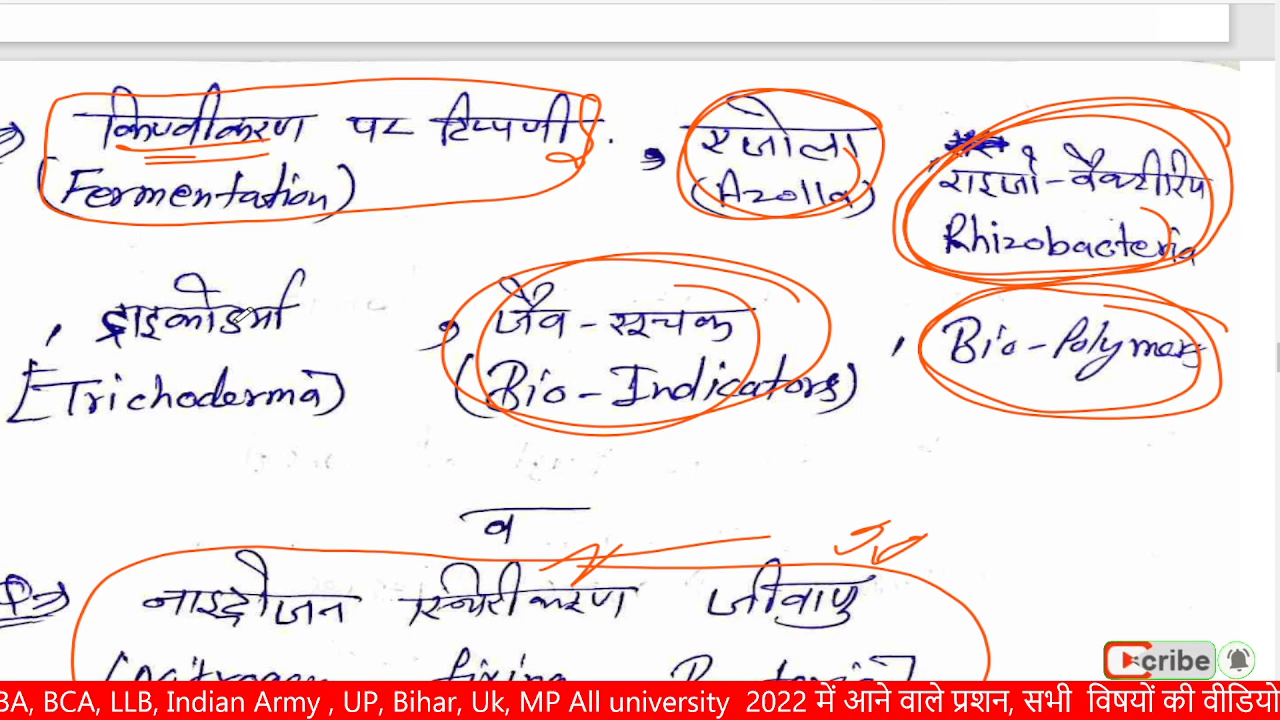 किण्वीकरण पर टिप्पणी . , एजोला राइजो-बैक्टीरिय
(Fermentation) (Azolla) Rhizobacteria
, ट्राइकोडर्मा , जैव-सूचक , Bio-Polymers
[Trichoderma) (Bio-Indicators)
व
नाइट्रोजन स्थिरीकरण जीवाणु
cribe
BA, BCA, LLB, Indian Army , UP, Bihar, Uk, MP All university 2022 में आने वाले प्रशन, सभी विषयों की वीडियो